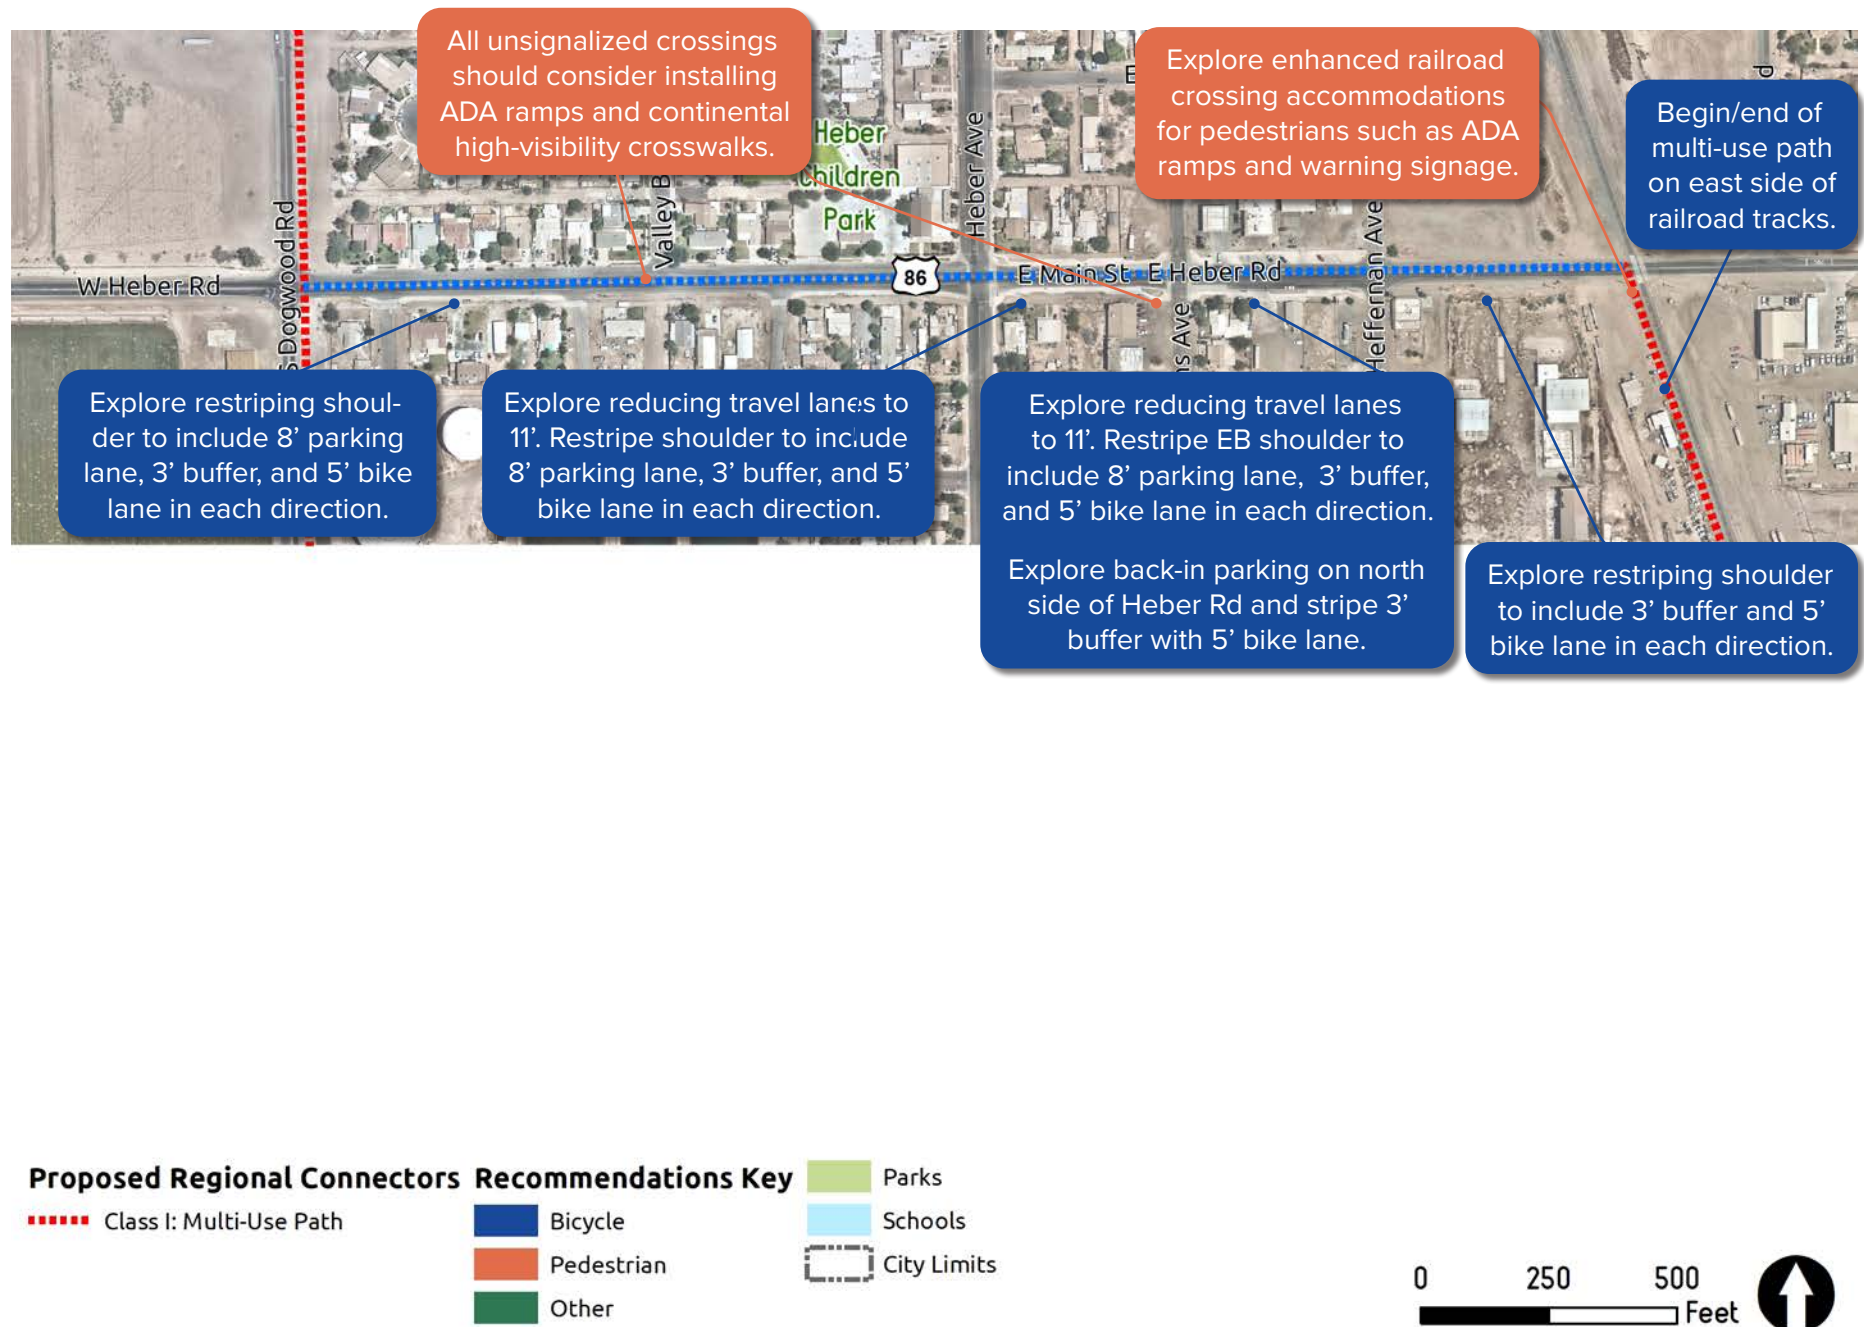 All unsignalized crossings
should consider installing
ADA ramps and continental
high-visibility crosswalks.
Explore enhanced railroad
crossing accommodations
for pedestrians such as ADA
ramps and warning signage.
Begin/end of
multi-use path
on east side of
railroad tracks.
Heber
Children
Park
Heber Ave
Valley B
S Dogwood Rd
W Heber Rd
86
E Main St
E Heber Rd
Heffernan Ave
ns Ave
E
d
Explore restriping shoul-
der to include 8’ parking
lane, 3’ buffer, and 5’ bike
lane in each direction.
Explore reducing travel lanes to
11’. Restripe shoulder to include
8’ parking lane, 3’ buffer, and 5’
bike lane in each direction.
Explore reducing travel lanes
to 11’. Restripe EB shoulder to
include 8’ parking lane, 3’ buffer,
and 5’ bike lane in each direction.
Explore back-in parking on north
side of Heber Rd and stripe 3’
buffer with 5’ bike lane.
Explore restriping shoulder
to include 3’ buffer and 5’
bike lane in each direction.
Proposed Regional Connectors
Class I: Multi-Use Path
Recommendations Key
Bicycle
Pedestrian
Other
Parks
Schools
City Limits
0 250 500
Feet